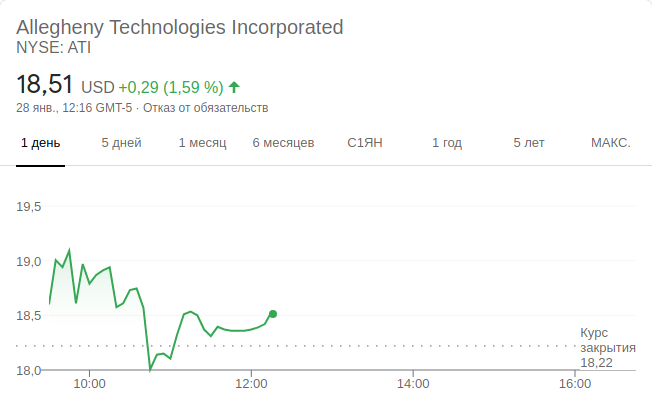 Allegheny Technologies Incorporated
NYSE: ATI
18,51 USD +0,29 (1,59 %)
28 янв., 12:16 GMT-5 · Отказ от обязательств
1 день 5 дней 1 месяц 6 месяцев С1ЯН 1 год 5 лет МАКС.
19,5
19,0
18,5
Курс
закрытия
18,22
18,0
10:00 12:00 14:00 16:00